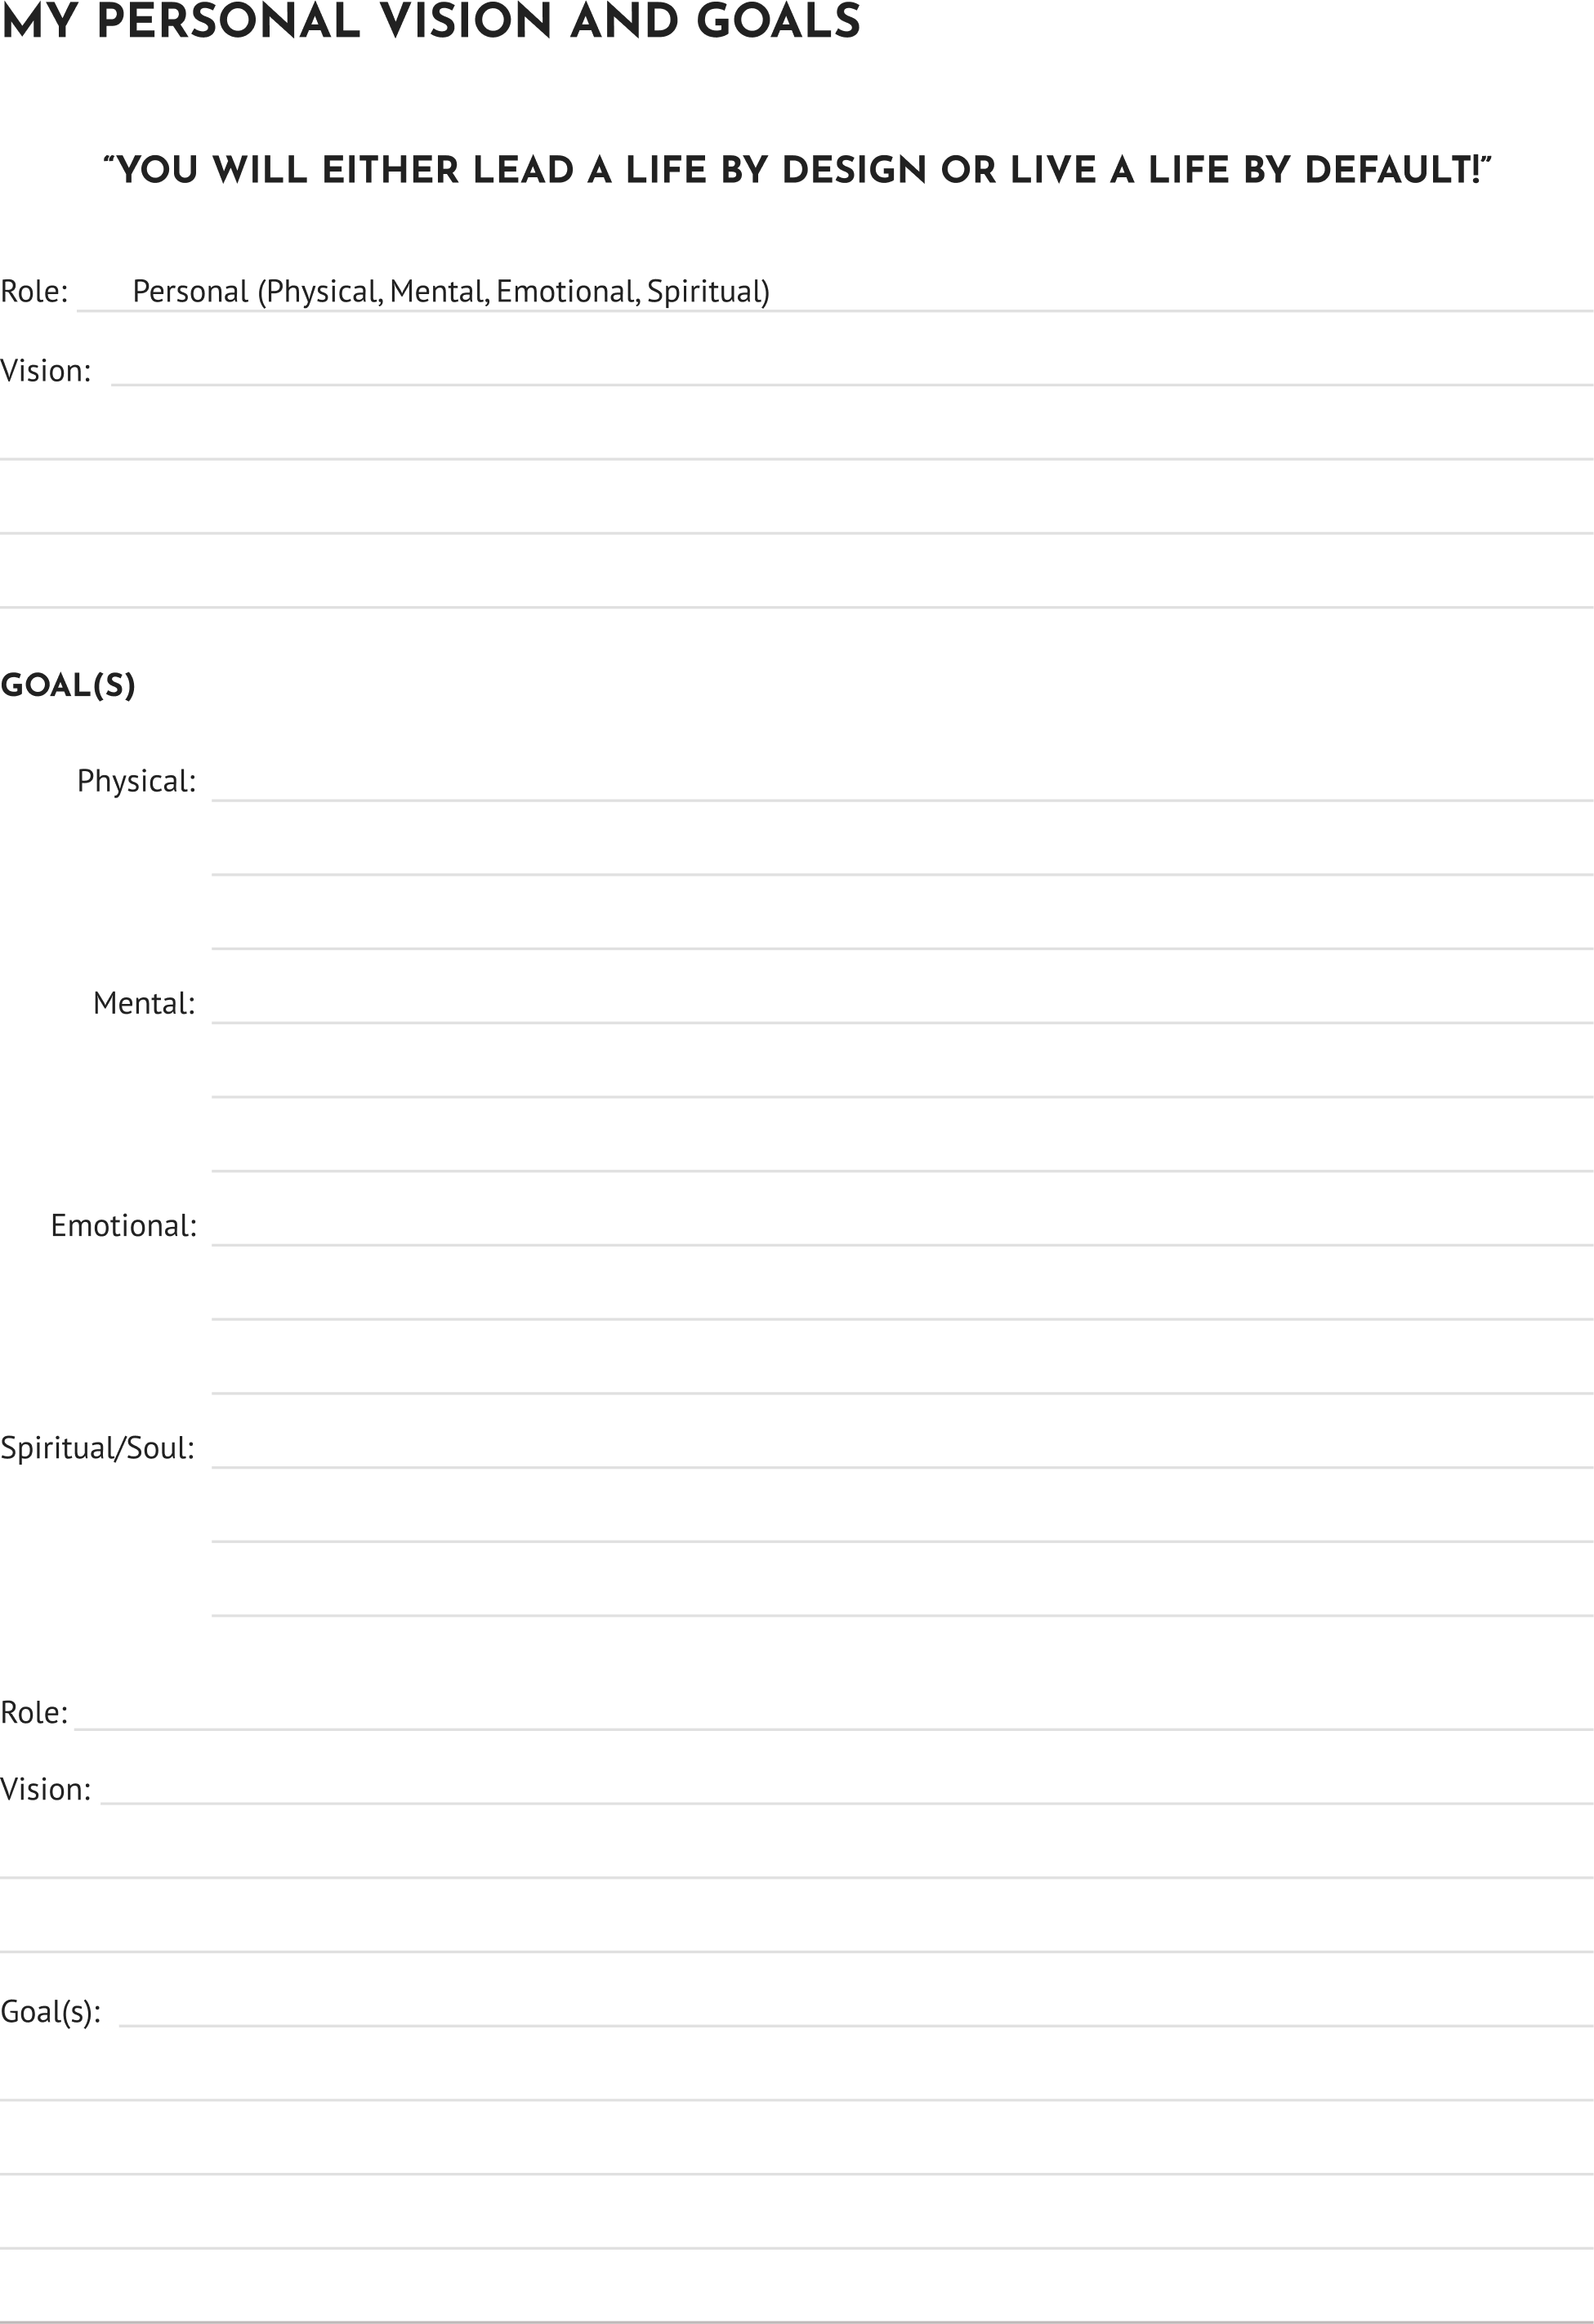 MY PERSONAL VISION AND GOALS
“YOU WILL EITHER LEAD A LIFE BY DESIGN OR LIVE A LIFE BY DEFAULT!”
Role: Personal (Physical, Mental, Emotional, Spiritual)
Vision:
GOAL(S)
Physical:
Mental:
Emotional:
Spiritual/Soul:
Role:
Vision:
Goal(s):